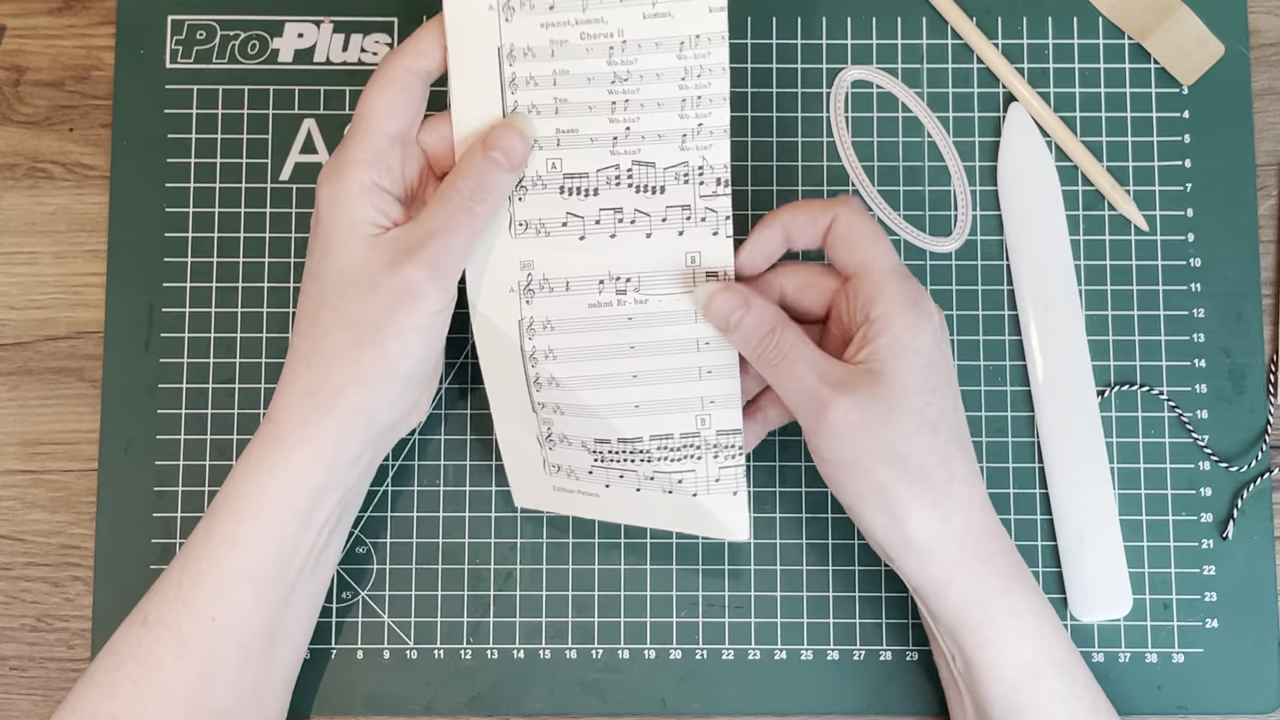 ProPlus
A
A.
spannt, kommt, kommt, kom
Chorus II
Sopr.
Wo-hin? Wo-hin?
Alto
Wo-hin? Wo-hin?
Ten.
Wo-hin? Wo-hin?
Basso
Wo-hin? Wo-hin?
A
20
B
A.
nehmt Er-bar -
B
Edition Peters
3
4
5
6
7
8
9
10
11
12
13
14
15
16
7
18
19
20
21
22
23
24
60°
45°
6 7 8 9 10 11 12 13 14 15 16 17 18 19 20 21 22 23 24 25 26 27 28 29 36 37 38 39